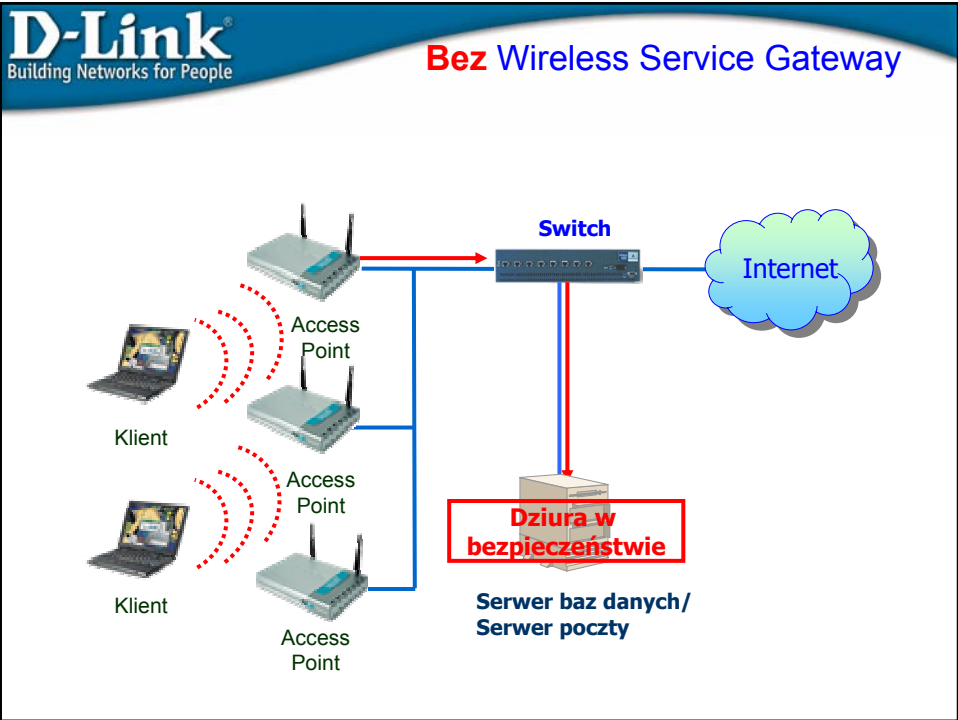 D-Link
Building Networks for People
Bez Wireless Service Gateway
Switch
Internet
Access
Point
Klient
Access
Point
Klient
Access
Point
Dziura w
bezpieczeństwie
Serwer baz danych/
Serwer poczty